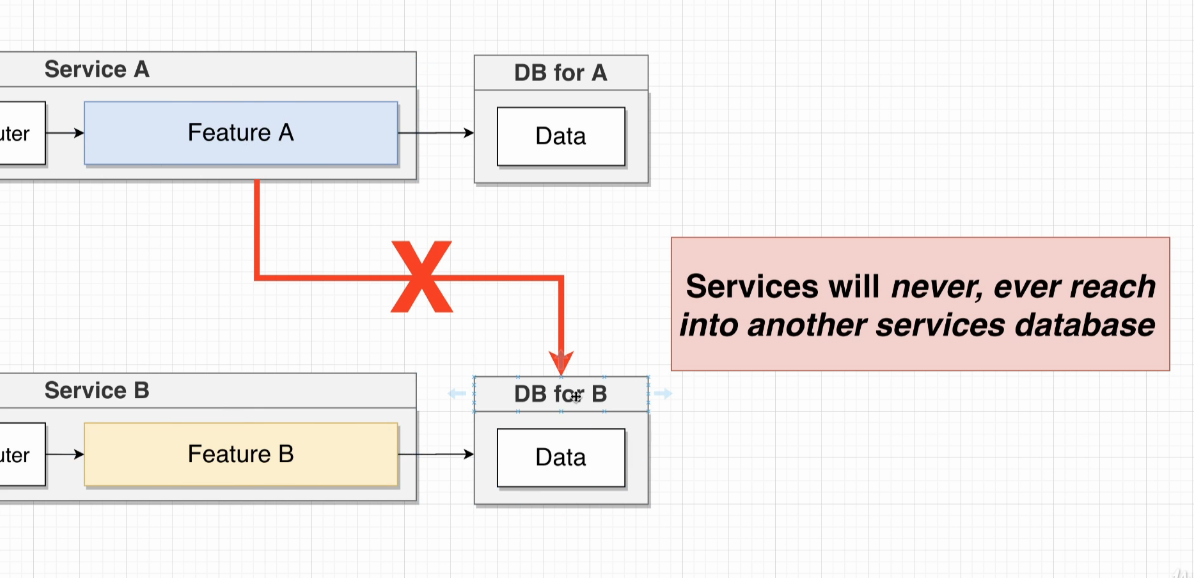 Service A
DB for A
uter
Feature A
Data
X
Services will never, ever reach
into another services database
Service B
DB for B
uter
Feature B
Data